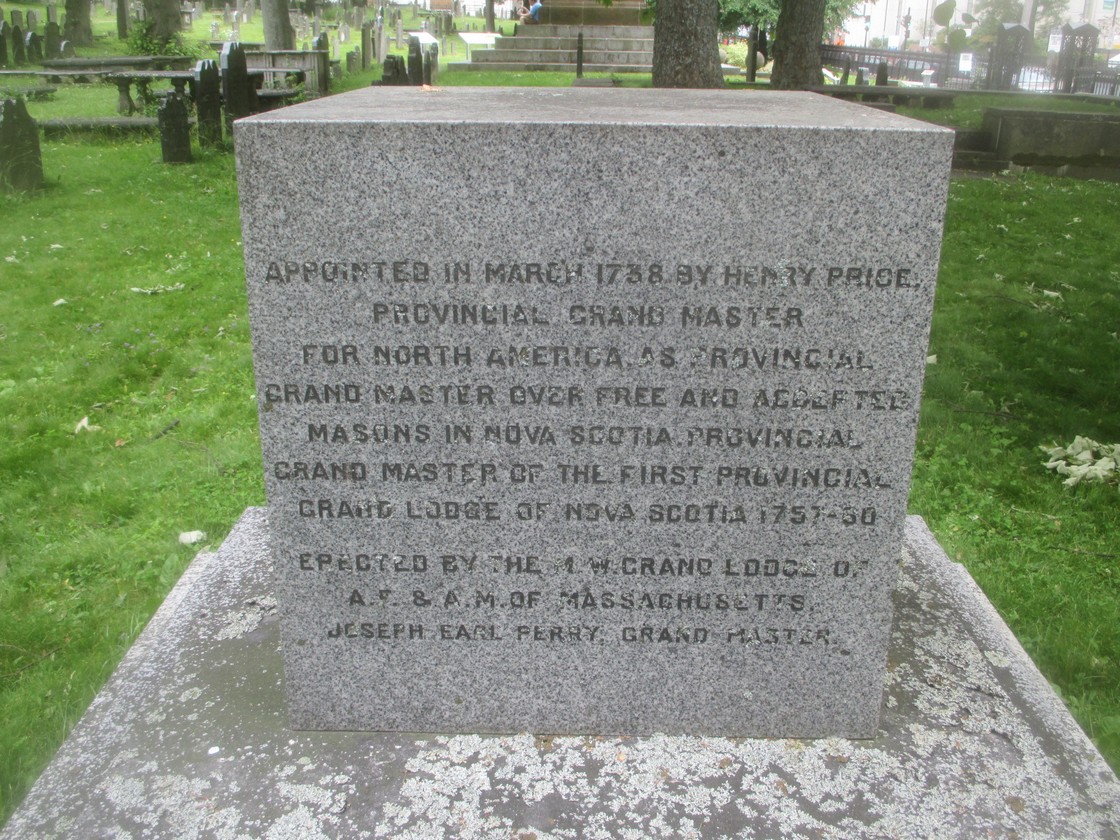 APPOINTED IN MARCH 1738 BY HENRY PRICE,
PROVINCIAL GRAND MASTER
FOR NORTH AMERICA, AS PROVINCIAL
GRAND MASTER OVER FREE AND ACCEPTED
MASONS IN NOVA SCOTIA. PROVINCIAL
GRAND MASTER OF THE FIRST PROVINCIAL
GRAND LODGE OF NOVA SCOTIA 1757-60
ERECTED BY THE M.W. GRAND LODGE OF
A.F. & A.M. OF MASSACHUSETTS.
JOSEPH EARL PERRY, GRAND MASTER.